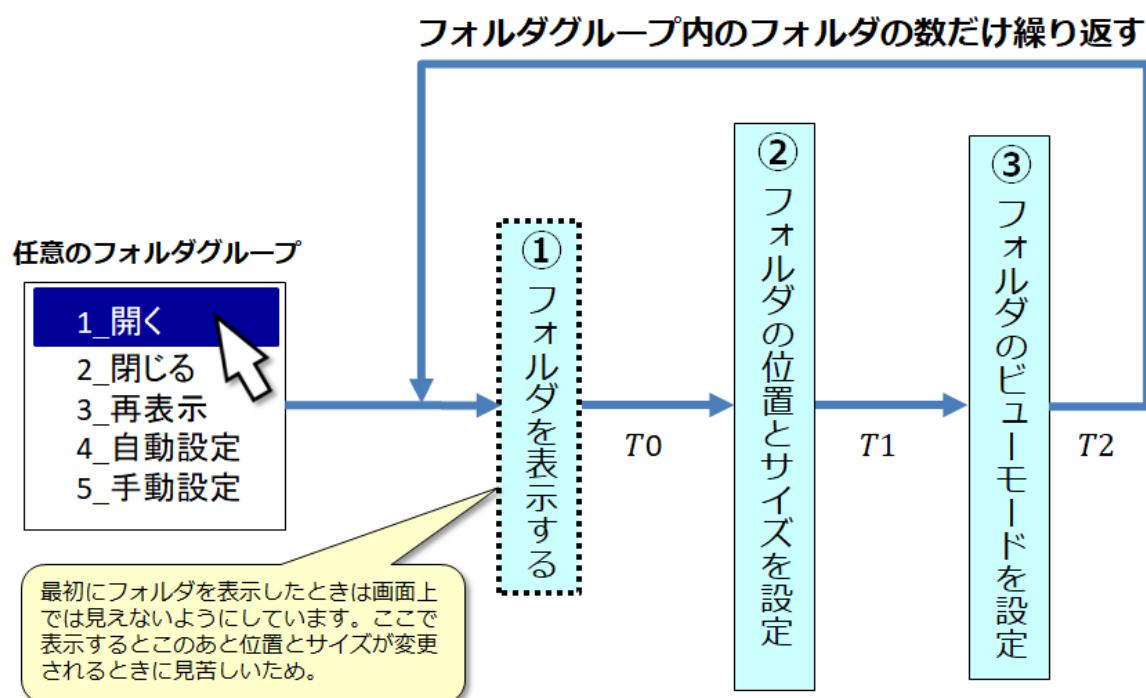 フォルダグループ内のフォルダの数だけ繰り返す
任意のフォルダグループ
1_開く
2_閉じる
3_再表示
4_自動設定
5_手動設定
①フォルダを表示する
T0
②フォルダの位置とサイズを設定
T1
③フォルダのビューモードを設定
T2
最初にフォルダを表示したときは画面上
では見えないようにしています。ここで
表示するとこのあと位置とサイズが変更
されるときに見苦しいため。